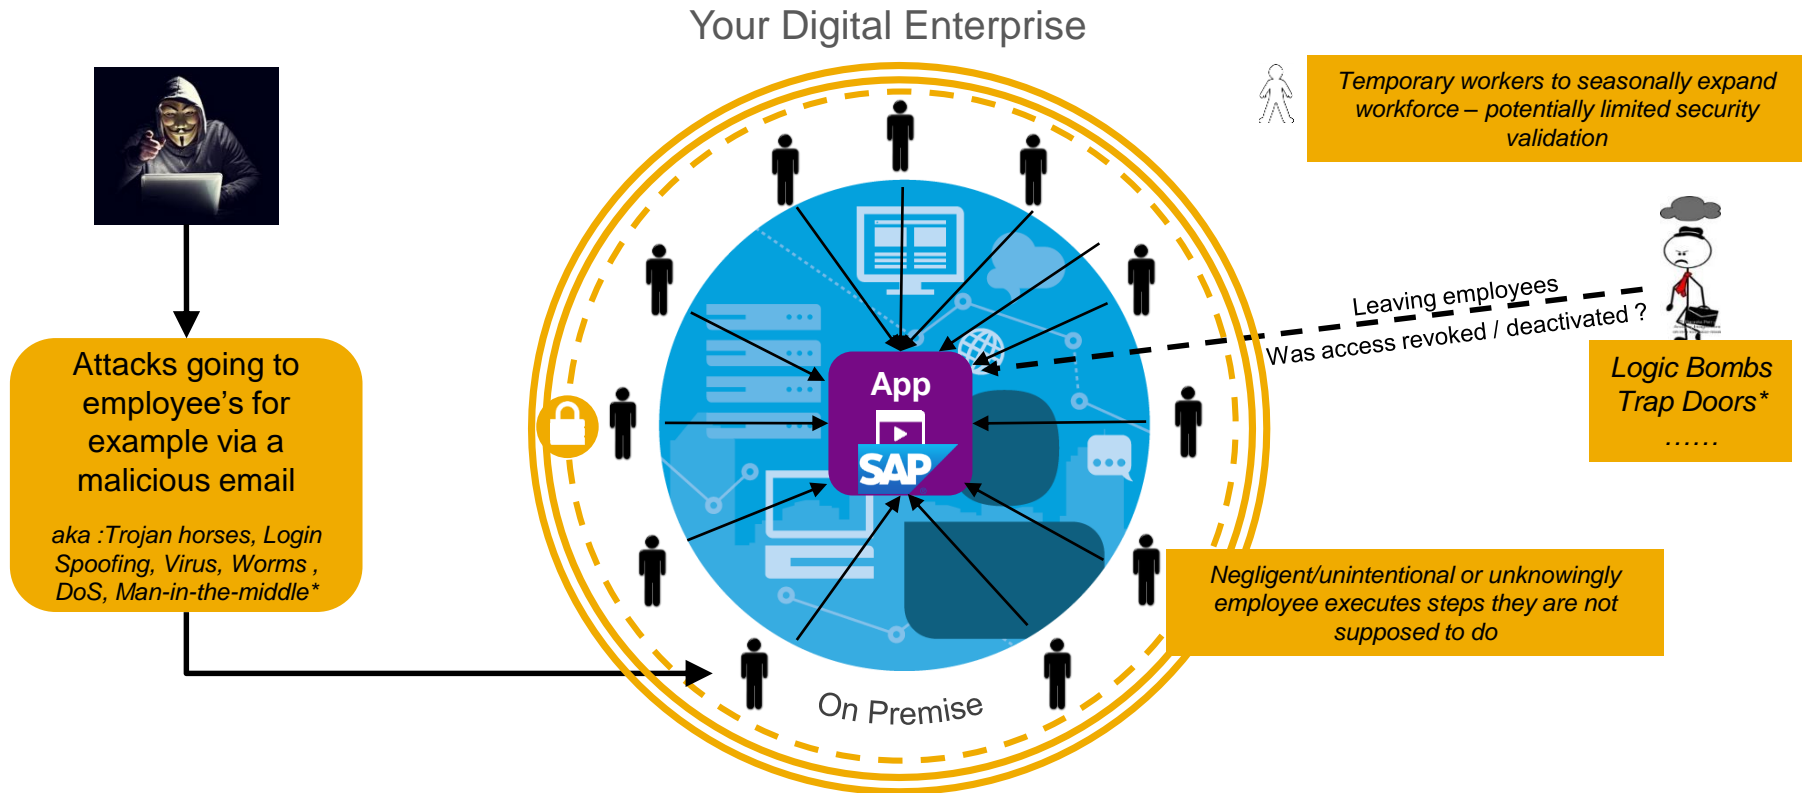 Your Digital Enterprise
Temporary workers to seasonally expand
workforce – potentially limited security
validation
Leaving employees
Was access revoked / deactivated ?
Logic Bombs
Trap Doors*
......
Attacks going to
employee's for
example via a
malicious email
aka :Trojan horses, Login
Spoofing, Virus, Worms ,
DoS, Man-in-the-middle*
App
SAP
Negligent/unintentional or unknowingly
employee executes steps they are not
supposed to do
On Premise